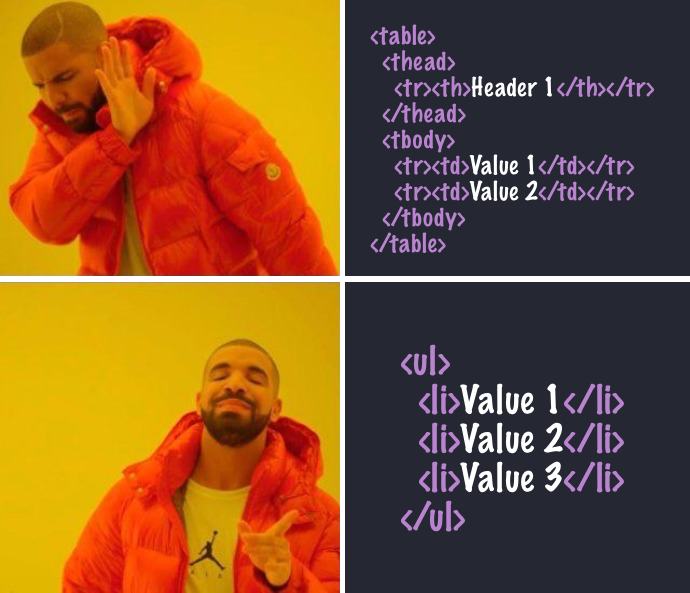 <table>
<thead>
<tr><th>Header 1</th></tr>
</thead>
<tbody>
<tr><td>Value 1</td></tr>
<tr><td>Value 2</td></tr>
</tbody>
</table>
<ul>
<li>Value 1</li>
<li>Value 2</li>
<li>Value 3</li>
</ul>